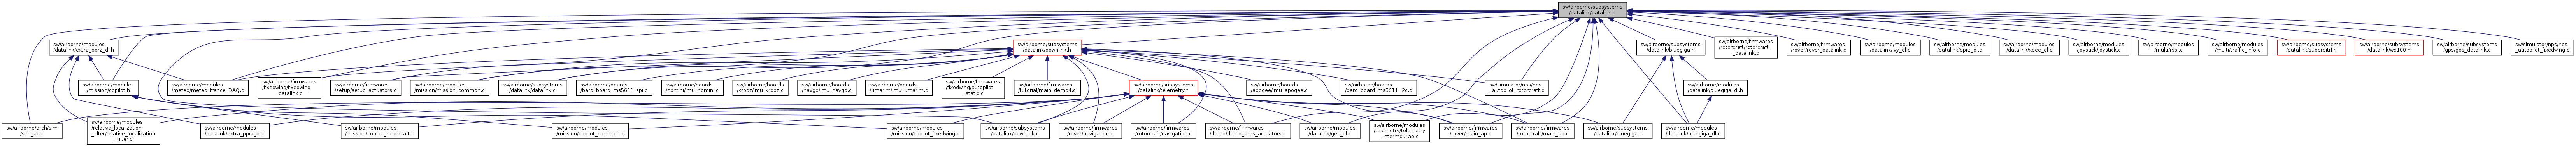 sw/airborne/subsystems
/datalink/datalink.h
sw/airborne/modules
/datalink/extra_pprz_dl.h
sw/airborne/subsystems
/datalink/downlink.h
sw/airborne/subsystems
/datalink/bluegiga.h
sw/airborne/firmwares
/rotorcraft/rotorcraft
_datalink.c
sw/airborne/firmwares
/rover/rover_datalink.c
sw/airborne/modules
/datalink/ivy_dl.c
sw/airborne/modules
/datalink/pprz_dl.c
sw/airborne/modules
/datalink/xbee_dl.c
sw/airborne/modules
/joystick/joystick.c
sw/airborne/modules
/multi/rssi.c
sw/airborne/modules
/multi/traffic_info.c
sw/airborne/subsystems
/datalink/superbitrf.h
sw/airborne/subsystems
/datalink/w5100.h
sw/airborne/subsystems
/gps/gps_datalink.c
sw/simulator/nps/nps
_autopilot_fixedwing.c
sw/airborne/modules
/mission/copilot.h
sw/airborne/modules
/meteo/meteo_france_DAQ.c
sw/airborne/firmwares
/fixedwing/fixedwing
_datalink.c
sw/airborne/firmwares
/setup/setup_actuators.c
sw/airborne/modules
/mission/mission_common.c
sw/airborne/subsystems
/datalink/datalink.c
sw/airborne/boards
/baro_board_ms5611_spi.c
sw/airborne/boards
/hbmini/imu_hbmini.c
sw/airborne/boards
/krooz/imu_krooz.c
sw/airborne/boards
/navgo/imu_navgo.c
sw/airborne/boards
/umarim/imu_umarim.c
sw/airborne/firmwares
/fixedwing/autopilot
_static.c
sw/airborne/firmwares
/tutorial/main_demo4.c
sw/airborne/subsystems
/datalink/telemetry.h
sw/airborne/boards
/apogee/imu_apogee.c
sw/airborne/boards
/baro_board_ms5611_i2c.c
sw/simulator/nps/nps
_autopilot_rotorcraft.c
sw/airborne/modules
/datalink/bluegiga_dl.h
sw/airborne/arch/sim
/sim_ap.c
sw/airborne/modules
/relative_localization
_filter/relative_localization
_filter.c
sw/airborne/modules
/datalink/extra_pprz_dl.c
sw/airborne/modules
/mission/copilot_rotorcraft.c
sw/airborne/modules
/mission/copilot_common.c
sw/airborne/modules
/mission/copilot_fixedwing.c
sw/airborne/subsystems
/datalink/downlink.c
sw/airborne/firmwares
/rover/navigation.c
sw/airborne/firmwares
/rotorcraft/navigation.c
sw/airborne/firmwares
/demo/demo_ahrs_actuators.c
sw/airborne/modules
/datalink/gec_dl.c
sw/airborne/modules
/telemetry/telemetry
_intermcu_ap.c
sw/airborne/firmwares
/rover/main_ap.c
sw/airborne/firmwares
/rotorcraft/main_ap.c
sw/airborne/subsystems
/datalink/bluegiga.c
sw/airborne/modules
/datalink/bluegiga_dl.c